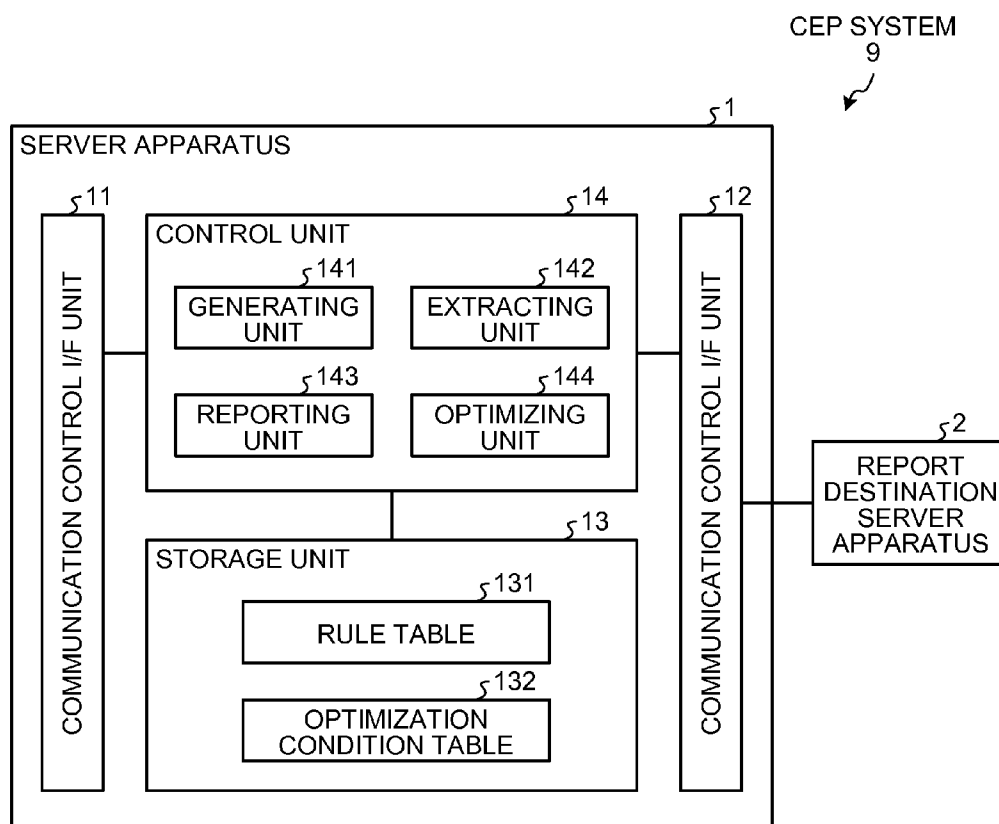 CEP SYSTEM
9
1
SERVER APPARATUS
11
COMMUNICATION CONTROL I/F UNIT
14
CONTROL UNIT
141
GENERATING
UNIT
142
EXTRACTING
UNIT
143
REPORTING
UNIT
144
OPTIMIZING
UNIT
12
COMMUNICATION CONTROL I/F UNIT
2
REPORT
DESTINATION
SERVER
APPARATUS
13
STORAGE UNIT
131
RULE TABLE
132
OPTIMIZATION
CONDITION TABLE